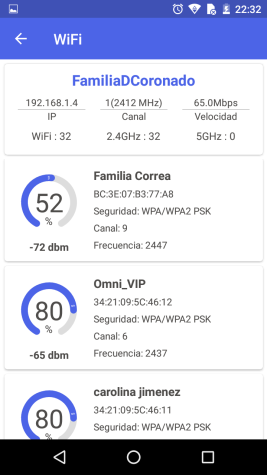 22:32
WiFi
FamiliaDCoronado
192.168.1.4 1(2412 MHz) 65.0Mbps
IP Canal Velocidad
WiFi : 32 2.4GHz : 32 5GHz : 0
Familia Correa
52
%
-72 dbm
BC:3E:07:B3:77:A8
Seguridad: WPA/WPA2 PSK
Canal: 9
Frecuencia: 2447
Omni_VIP
80
%
-65 dbm
34:21:09:5C:46:12
Seguridad: WPA/WPA2 PSK
Canal: 6
Frecuencia: 2437
carolina jimenez
80
%
34:21:09:5C:46:11
Seguridad: WPA/WPA2 PSK